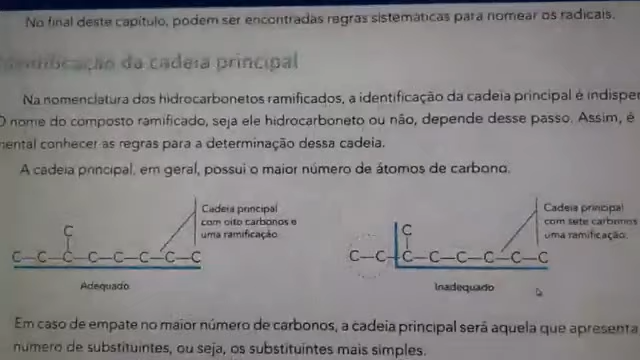 No final deste capítulo, podem ser encontradas regras sistemáticas para nomear os radicais.
Identificação da cadeia principal
Na nomenclatura dos hidrocarbonetos ramificados, a identificação da cadeia principal é indispen
O nome do composto ramificado, seja ele hidrocarboneto ou não, depende desse passo. Assim, é
mental conhecer as regras para a determinação dessa cadeia.
A cadeia principal, em geral, possui o maior número de átomos de carbono.
Cadeia principal
com oito carbonos e
uma ramificação.
C
C—C—C—C—C—C—C—C
Adequado
Cadeia principal
com sete carbonos
uma ramificação.
C
C—C—C—C—C—C—C—C
Inadequado
Em caso de empate no maior número de carbonos, a cadeia principal será aquela que apresenta
número de substituintes, ou seja, os substituintes mais simples.